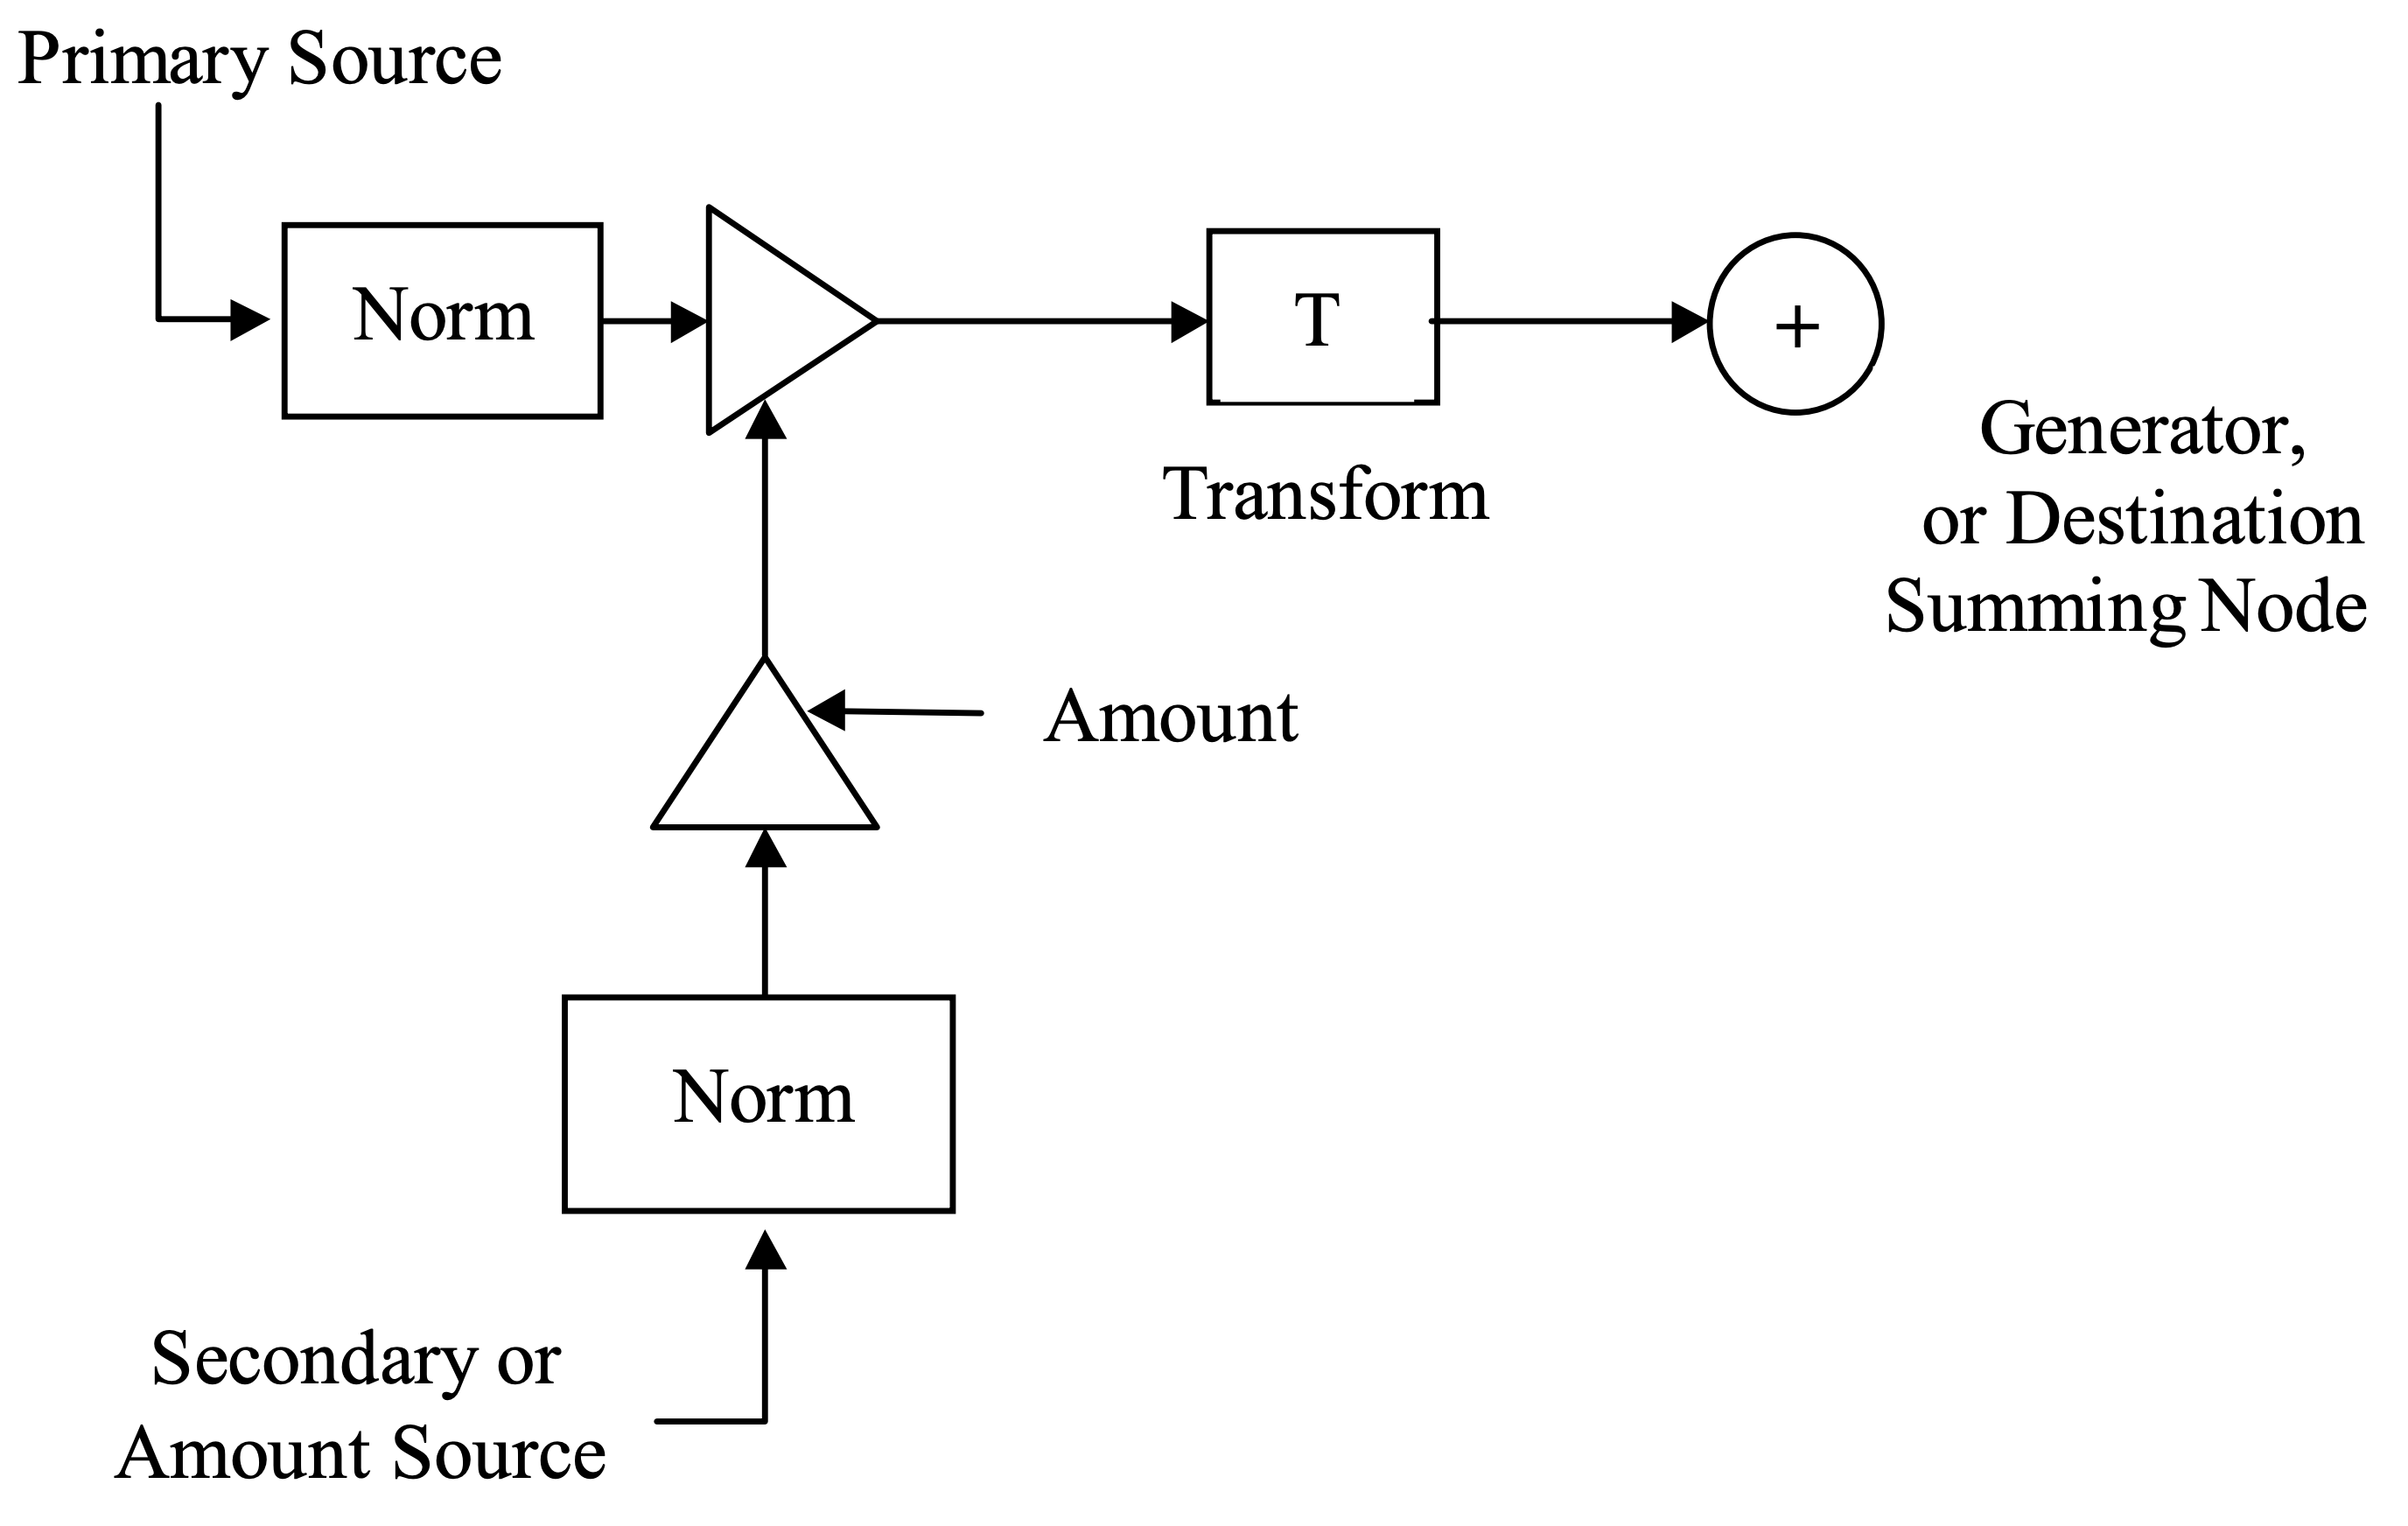 Primary Source
Norm
T
+
Generator,
or Destination
Summing Node
Transform
Amount
Norm
Secondary or
Amount Source